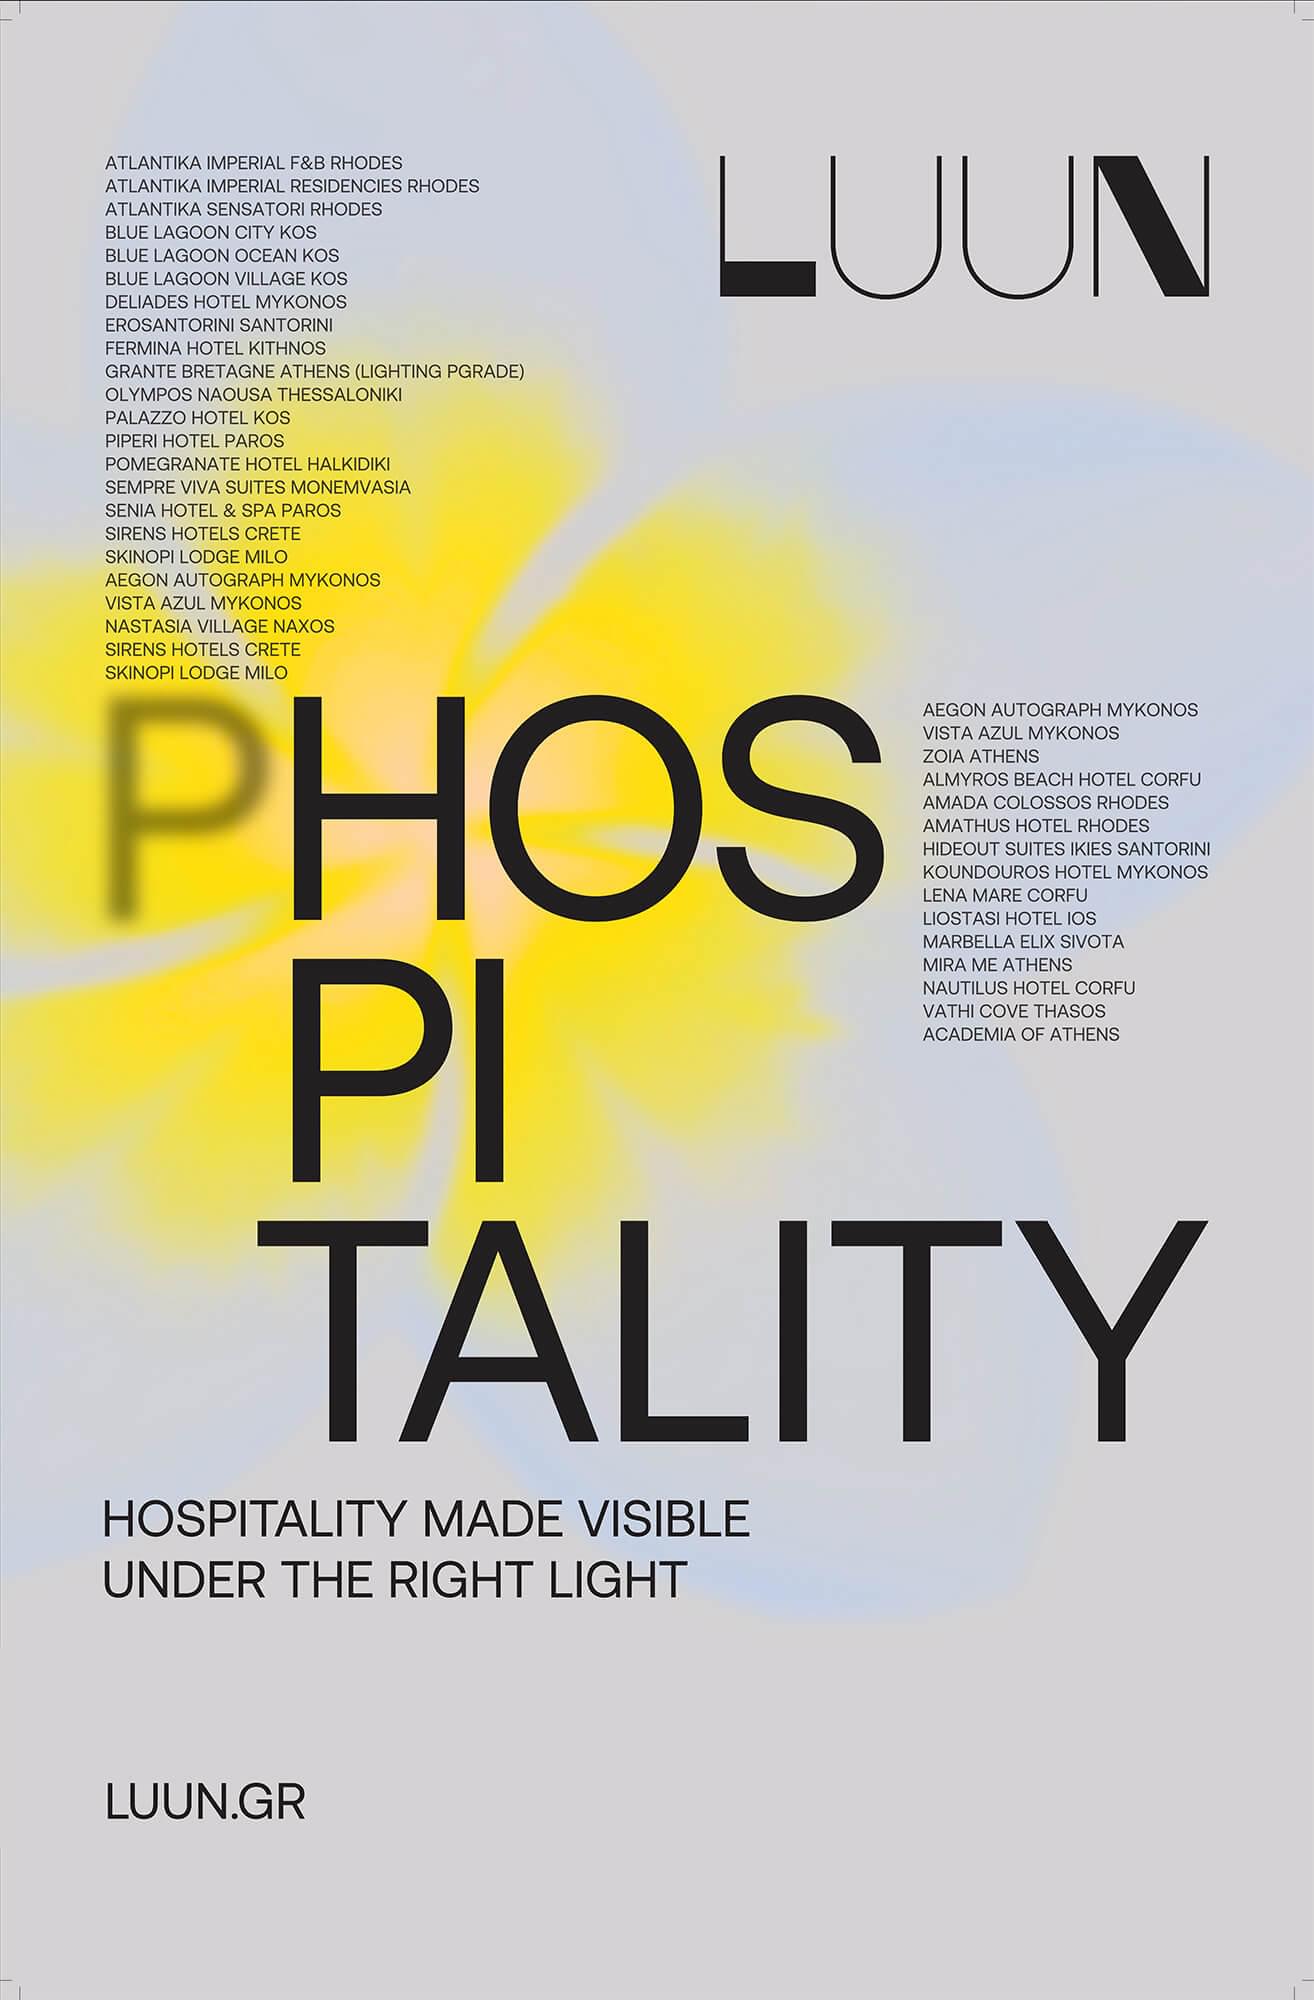 ATLANTIKA IMPERIAL F&B RHODES
ATLANTIKA IMPERIAL RESIDENCIES RHODES
ATLANTIKA SENSATORI RHODES
BLUE LAGOON CITY KOS
BLUE LAGOON OCEAN KOS
BLUE LAGOON VILLAGE KOS
DELIADES HOTEL MYKONOS
EROSANTORINI SANTORINI
FERMINA HOTEL KITHNOS
GRANTE BRETAGNE ATHENS (LIGHTING PGRADE)
OLYMPOS NAOUSA THESSALONIKI
PALAZZO HOTEL KOS
PIPERI HOTEL PAROS
POMEGRANATE HOTEL HALKIDIKI
SEMPRE VIVA SUITES MONEMVASIA
SENIA HOTEL & SPA PAROS
SIRENS HOTELS CRETE
SKINOPI LODGE MILO
AEGON AUTOGRAPH MYKONOS
VISTA AZUL MYKONOS
NASTASIA VILLAGE NAXOS
SIRENS HOTELS CRETE
SKINOPI LODGE MILO
LUUN
PHOS
PI
TALITY
AEGON AUTOGRAPH MYKONOS
VISTA AZUL MYKONOS
ZOIA ATHENS
ALMYROS BEACH HOTEL CORFU
AMADA COLOSSOS RHODES
AMATHUS HOTEL RHODES
HIDEOUT SUITES IKIES SANTORINI
KOUNDOUROS HOTEL MYKONOS
LENA MARE CORFU
LIOSTASI HOTEL IOS
MARBELLA ELIX SIVOTA
MIRA ME ATHENS
NAUTILUS HOTEL CORFU
VATHI COVE THASOS
ACADEMIA OF ATHENS
HOSPITALITY MADE VISIBLE
UNDER THE RIGHT LIGHT
LUUN.GR